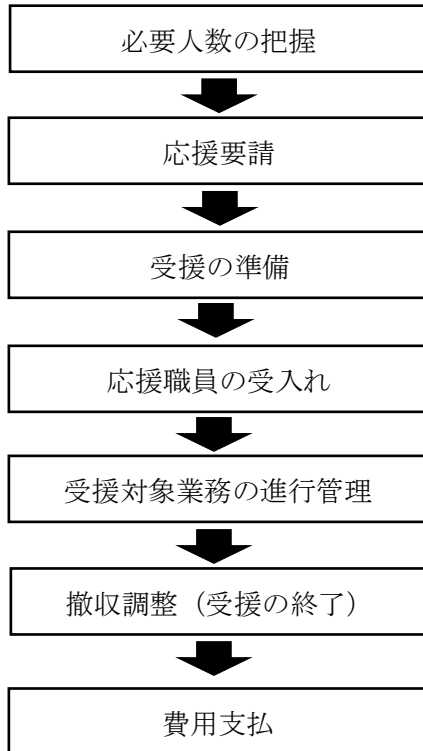 必要人数の把握
応援要請
受援の準備
応援職員の受入れ
受援対象業務の進行管理
撤収調整（受援の終了）
費用支払